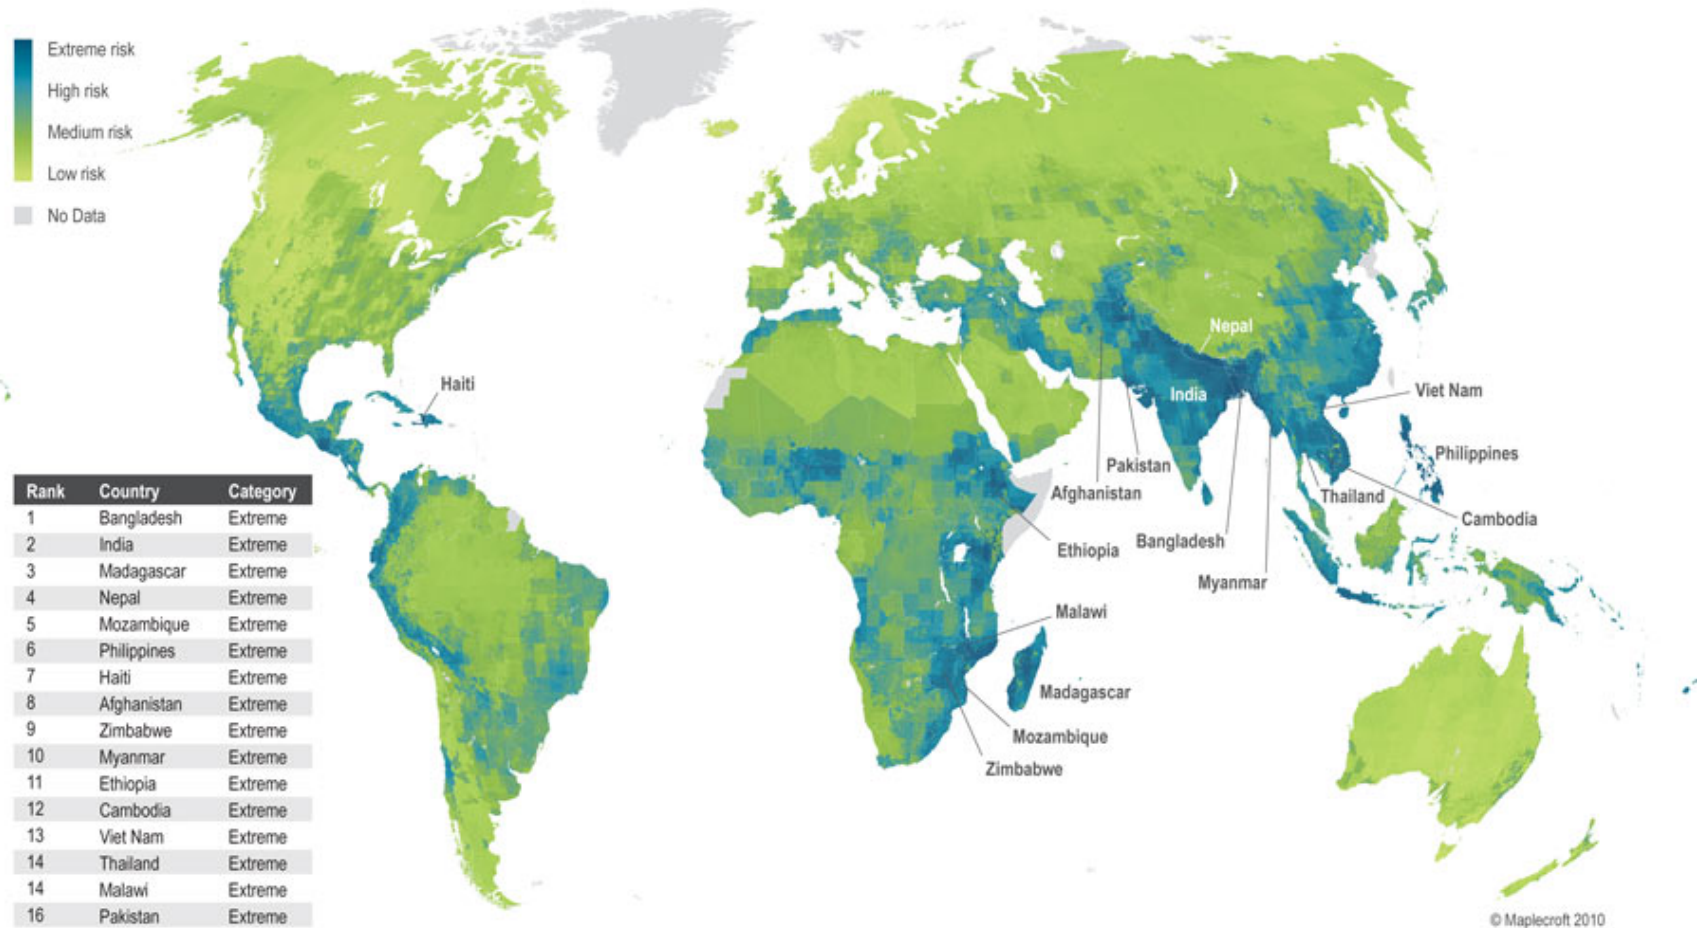 Extreme risk
High risk
Medium risk
Low risk
No Data
Haiti
Nepal
India
Viet Nam
Philippines
Pakistan
Afghanistan
Thailand
Cambodia
Bangladesh
Ethiopia
Myanmar
Malawi
Madagascar
Mozambique
Zimbabwe
Rank Country Category
1 Bangladesh Extreme
2 India Extreme
3 Madagascar Extreme
4 Nepal Extreme
5 Mozambique Extreme
6 Philippines Extreme
7 Haiti Extreme
8 Afghanistan Extreme
9 Zimbabwe Extreme
10 Myanmar Extreme
11 Ethiopia Extreme
12 Cambodia Extreme
13 Viet Nam Extreme
14 Thailand Extreme
14 Malawi Extreme
16 Pakistan Extreme
© Maplecroft 2010